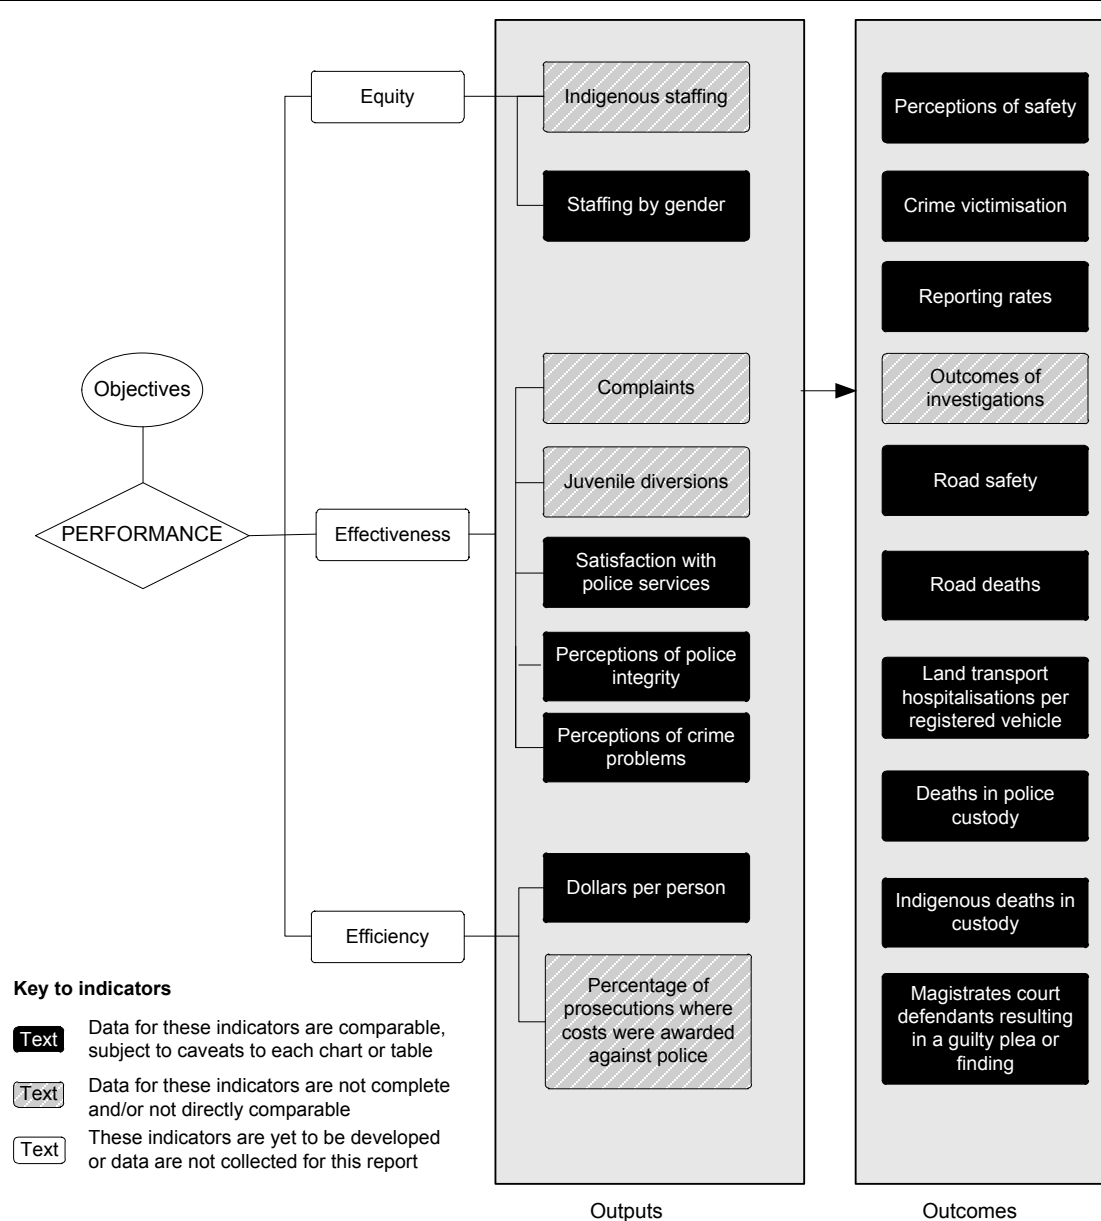 Equity
Indigenous staffing
Staffing by gender
Objectives
PERFORMANCE
Effectiveness
Complaints
Juvenile diversions
Satisfaction with
police services
Perceptions of police
integrity
Perceptions of crime
problems
Efficiency
Dollars per person
Percentage of
prosecutions where
costs were awarded
against police
Outputs
Perceptions of safety
Crime victimisation
Reporting rates
Outcomes of
investigations
Road safety
Road deaths
Land transport
hospitalisations per
registered vehicle
Deaths in police
custody
Indigenous deaths in
custody
Magistrates court
defendants resulting
in a guilty plea or
finding
Outcomes
Key to indicators
Text
Data for these indicators are comparable,
subject to caveats to each chart or table
Text
Data for these indicators are not complete
and/or not directly comparable
Text
These indicators are yet to be developed
or data are not collected for this report